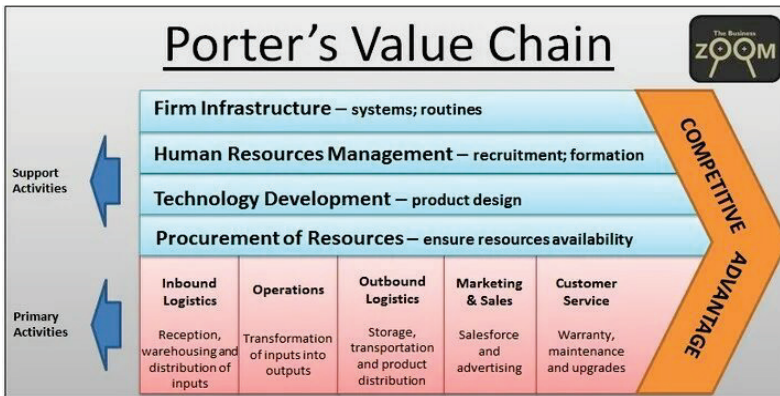 Porter's Value Chain
The Business
ZOOM
Firm Infrastructure – systems; routines
Human Resources Management – recruitment; formation
Technology Development – product design
Procurement of Resources – ensure resources availability
Support
Activities
Primary
Activities
Inbound
Logistics
Reception,
warehousing and
distribution of
inputs
Operations
Transformation
of inputs into
outputs
Outbound
Logistics
Storage,
transportation
and product
distribution
Marketing
& Sales
Salesforce
and
advertising
Customer
Service
Warranty,
maintenance
and upgrades
COMPETITIVE
ADVANTAGE